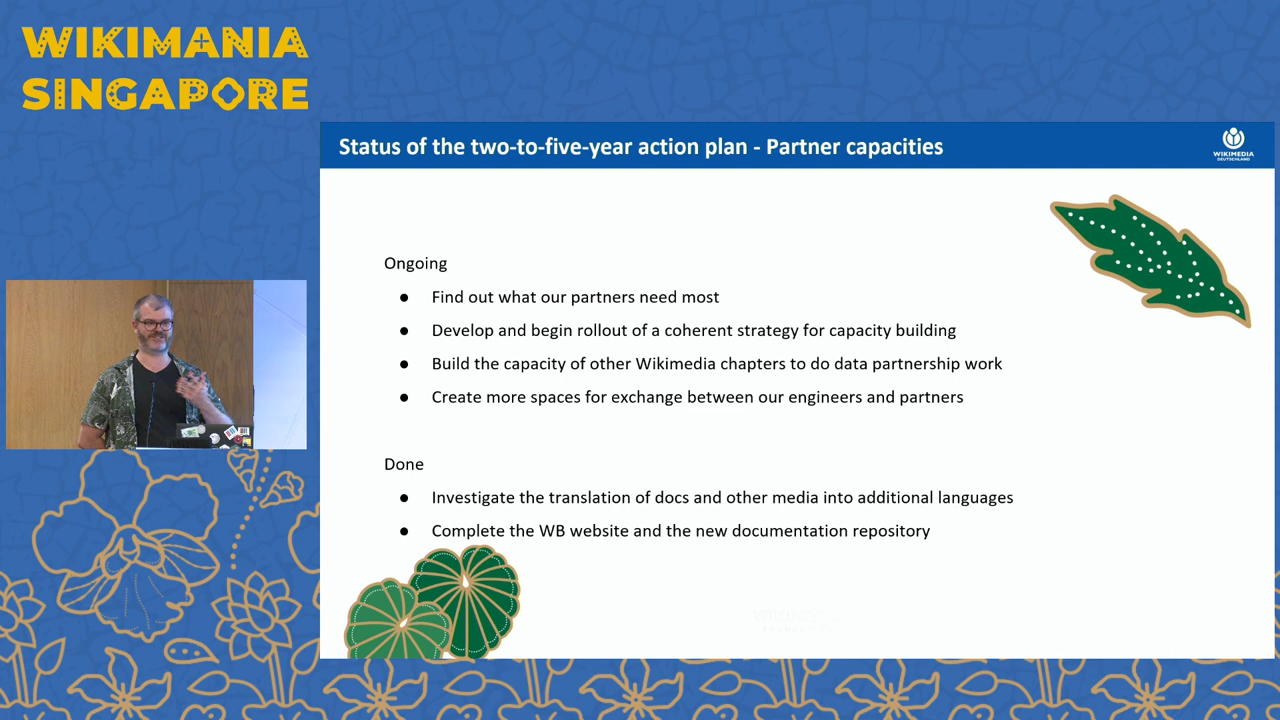 WIKIMANIA
SINGAPORE
Status of the two-to-five-year action plan - Partner capacities
WIKIMEDIA
DEUTSCHLAND
Ongoing
● Find out what our partners need most
● Develop and begin rollout of a coherent strategy for capacity building
● Build the capacity of other Wikimedia chapters to do data partnership work
● Create more spaces for exchange between our engineers and partners
Done
● Investigate the translation of docs and other media into additional languages
● Complete the WB website and the new documentation repository